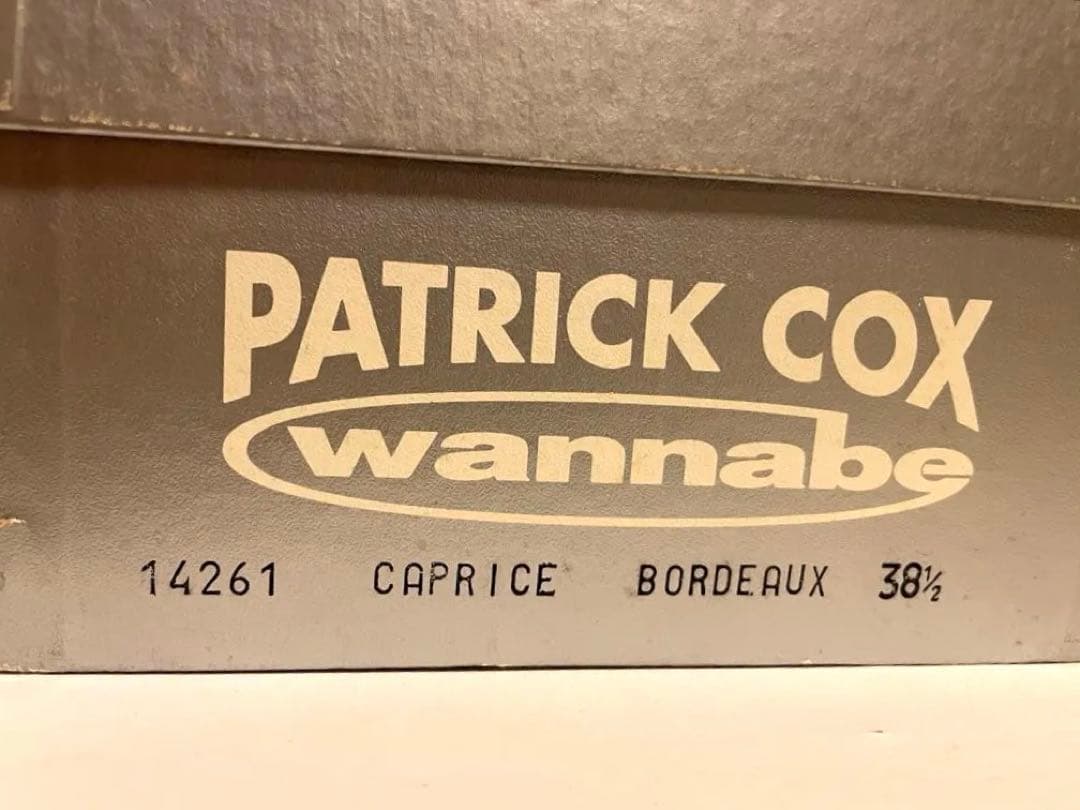 PATRICK COX
wannabe
14261 CAPRICE BORDEAUX 38½